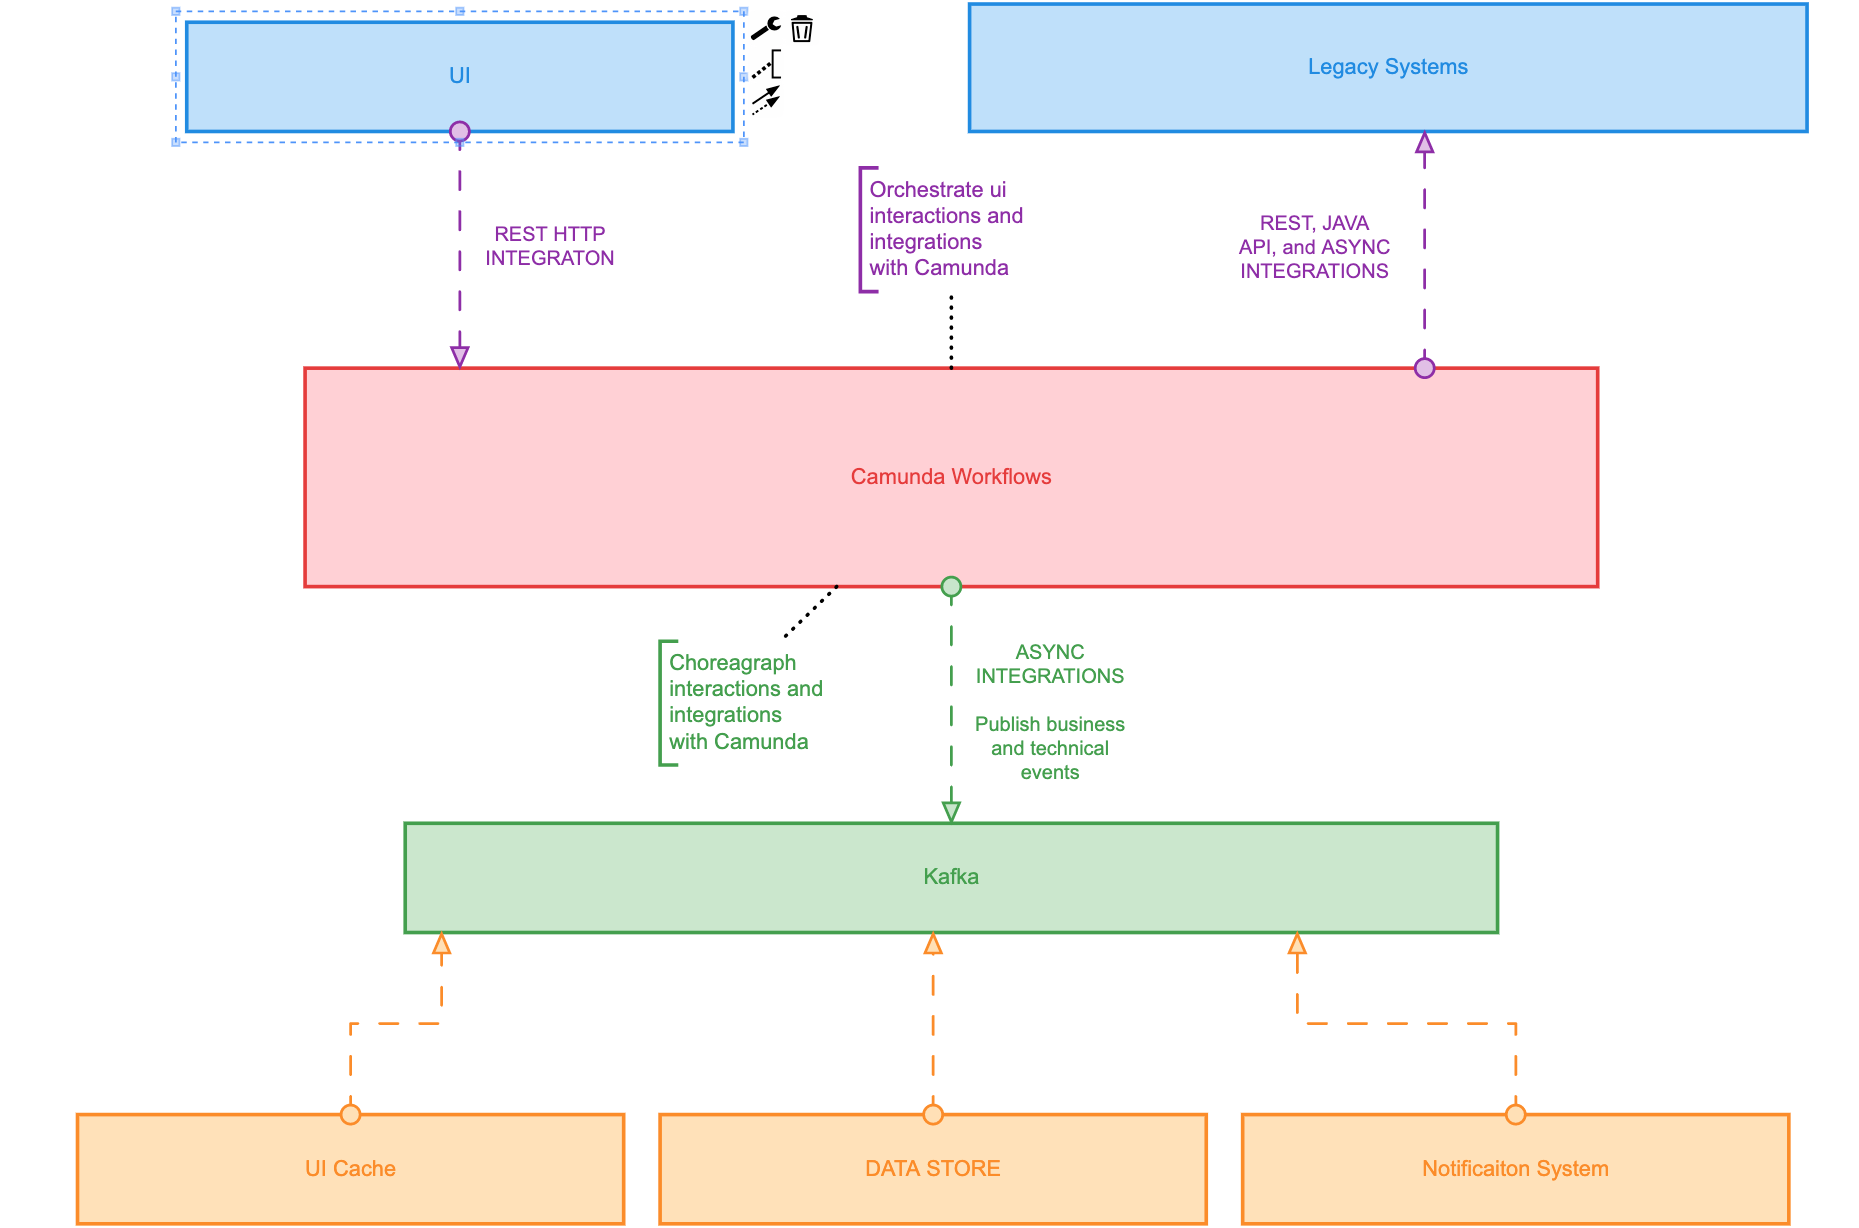 UI
Legacy Systems
Orchestrate ui
interactions and
integrations
with Camunda
REST HTTP
INTEGRATON
REST, JAVA
API, and ASYNC
INTEGRATIONS
Camunda Workflows
Choreagraph
interactions and
integrations
with Camunda
ASYNC
INTEGRATIONS
Publish business
and technical
events
Kafka
UI Cache
DATA STORE
Notificaiton System